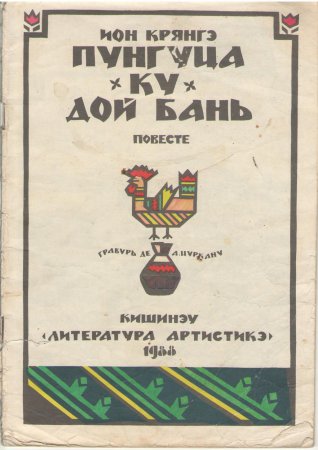 ИОН КРЯНГЭ
ПУНГУЦА
КУ
ДОЙ БАНЬ
ПОВЕСТЕ
ГРАВУРЬ ДЕ А.ЦУРКАНУ
КИШИНЭУ
«ЛИТЕРАТУРА АРТИСТИКЭ»
1988